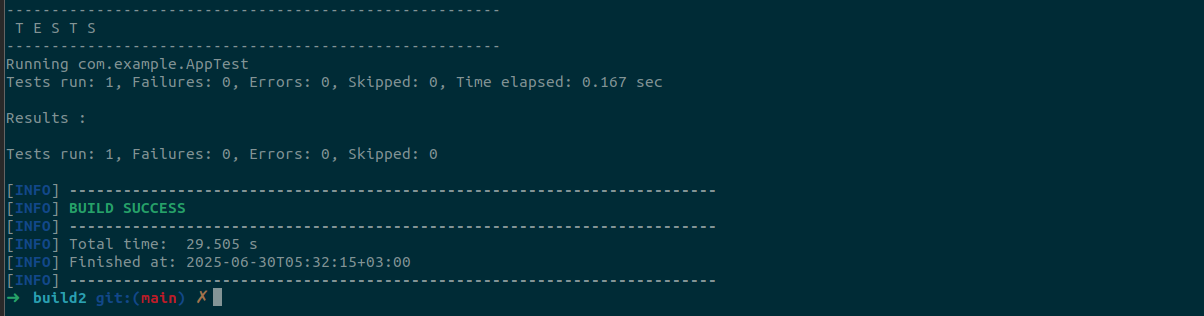 -------------------------------------------------------
 T E S T S
-------------------------------------------------------
Running com.example.AppTest
Tests run: 1, Failures: 0, Errors: 0, Skipped: 0, Time elapsed: 0.167 sec

Results :

Tests run: 1, Failures: 0, Errors: 0, Skipped: 0

[INFO] ------------------------------------------------------------------------
[INFO] BUILD SUCCESS
[INFO] ------------------------------------------------------------------------
[INFO] Total time:  29.505 s
[INFO] Finished at: 2025-06-30T05:32:15+03:00
[INFO] ------------------------------------------------------------------------
➜  build2 git:(main) ✗